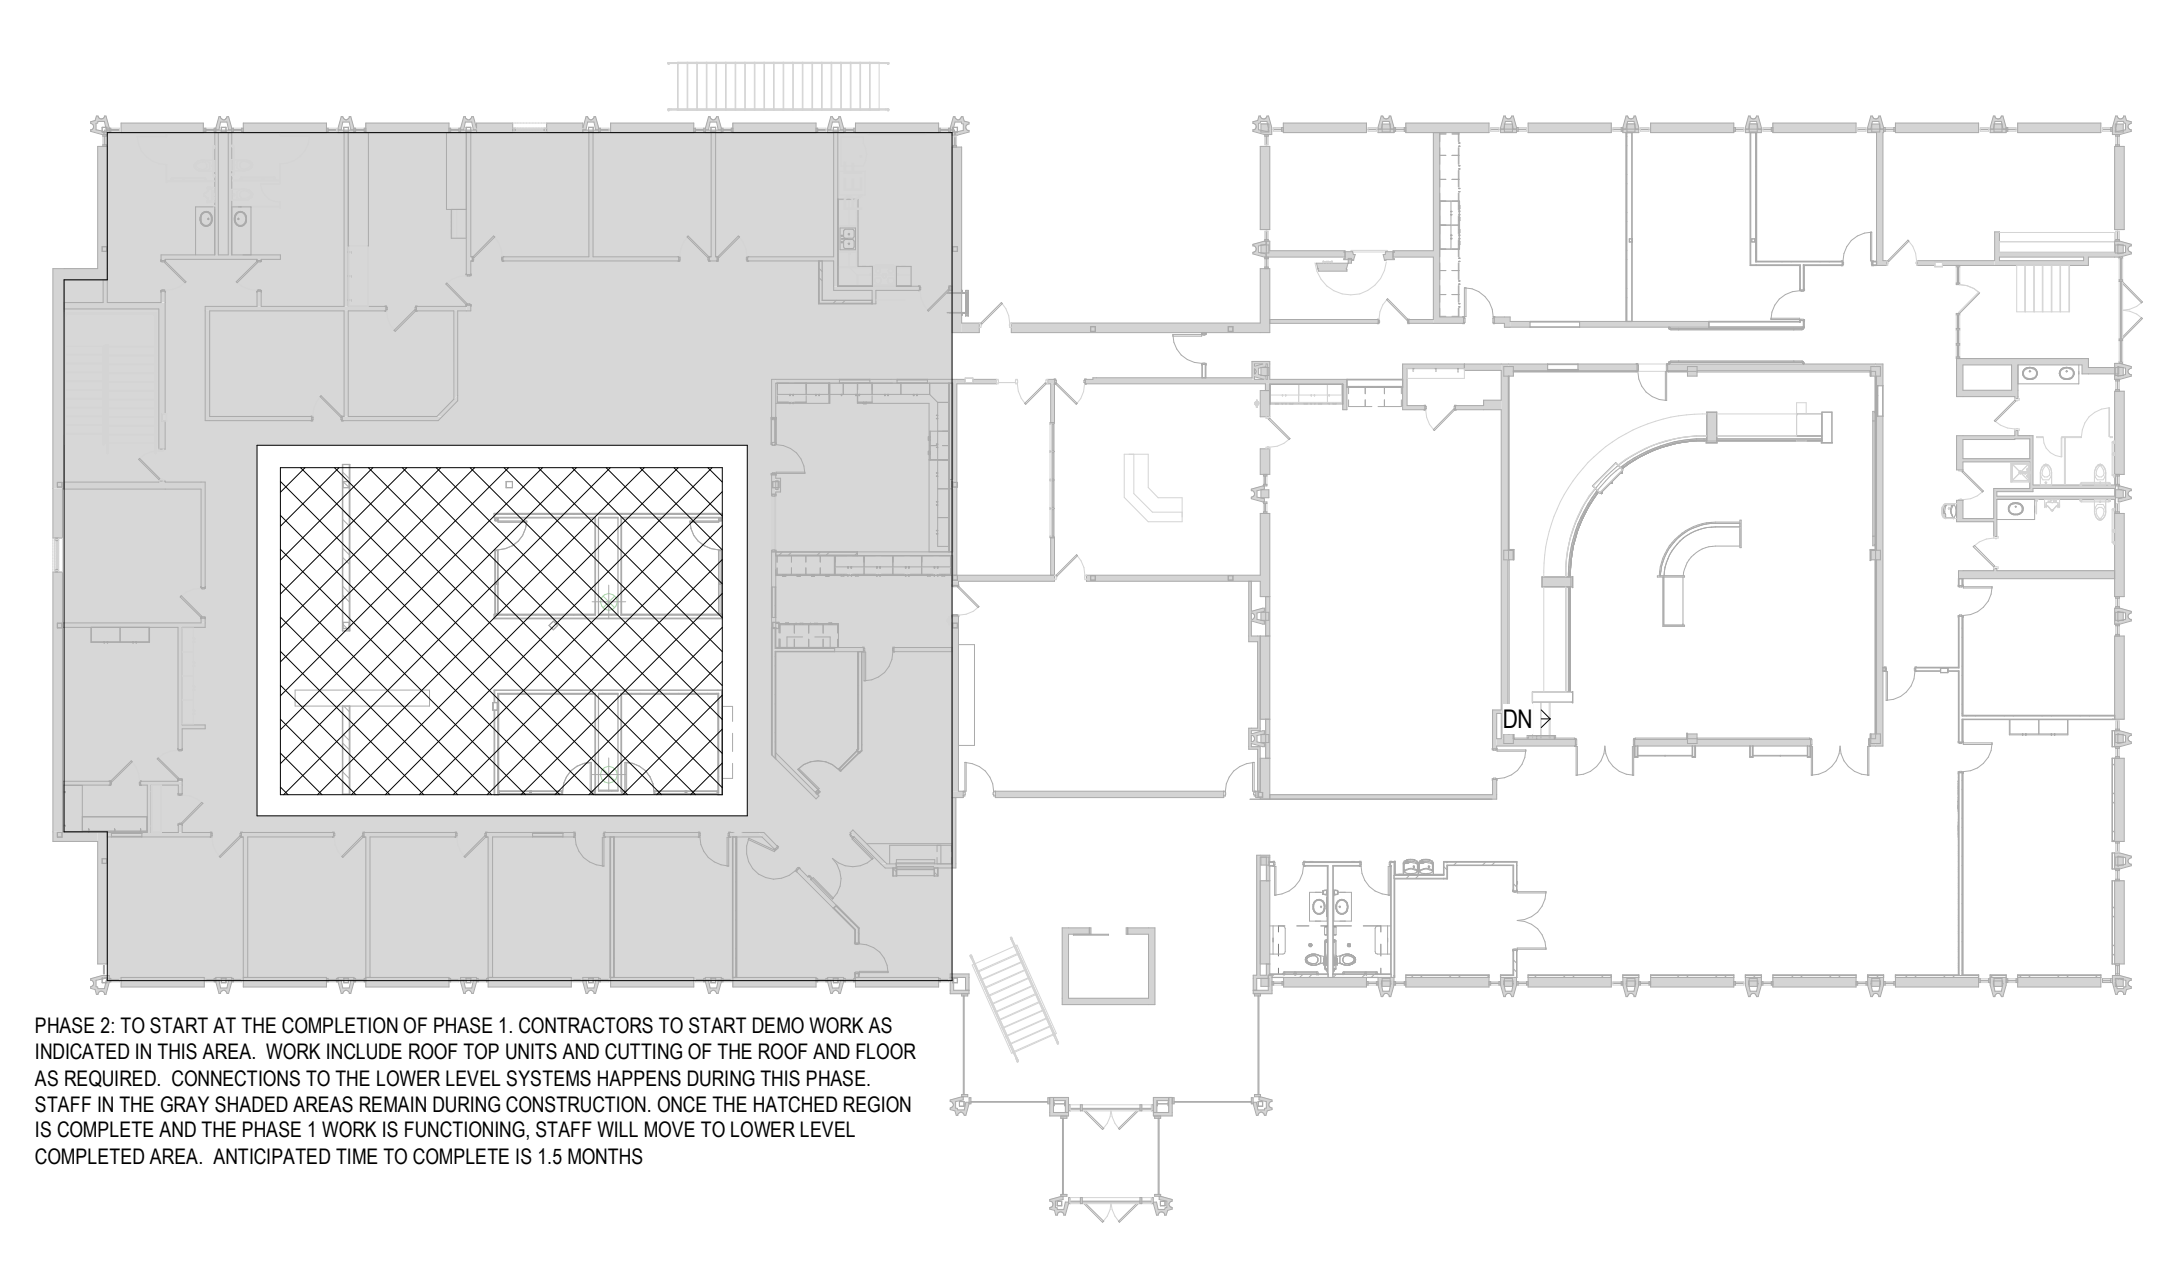 DN
PHASE 2: TO START AT THE COMPLETION OF PHASE 1. CONTRACTORS TO START DEMO WORK AS
INDICATED IN THIS AREA.  WORK INCLUDE ROOF TOP UNITS AND CUTTING OF THE ROOF AND FLOOR
AS REQUIRED.  CONNECTIONS TO THE LOWER LEVEL SYSTEMS HAPPENS DURING THIS PHASE.
STAFF IN THE GRAY SHADED AREAS REMAIN DURING CONSTRUCTION. ONCE THE HATCHED REGION
IS COMPLETE AND THE PHASE 1 WORK IS FUNCTIONING, STAFF WILL MOVE TO LOWER LEVEL
COMPLETED AREA.  ANTICIPATED TIME TO COMPLETE IS 1.5 MONTHS